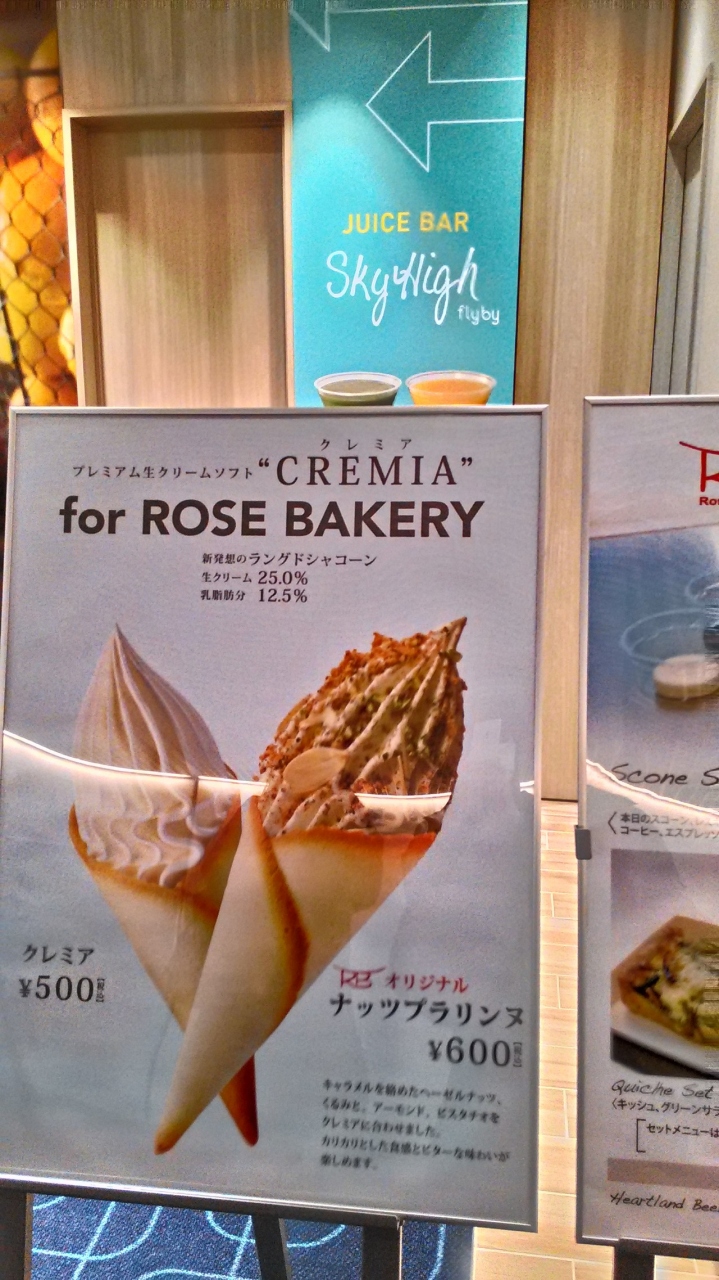 JUICE BAR
Sky High
flyby
クレミア
プレミアム生クリームソフト“CREMIA”
for ROSE BAKERY
新発想のラングドシャコーン
生クリーム 25.0%
乳脂肪分 12.5%
クレミア
¥500
RB オリジナル
ナッツプラリンヌ
¥600
キャラメルを絡めたヘーゼルナッツ、
くるみと、アーモンド、ピスタチオを
クレミアに合わせました。
カリカリとした食感とビターな味わいが
楽しめます。
Scone S
〈本日のスコーン、
コーヒー、エスプレッソ
Quiche Set
〈キッシュ、グリーンサラ
セットメニューは
Heartland Bee